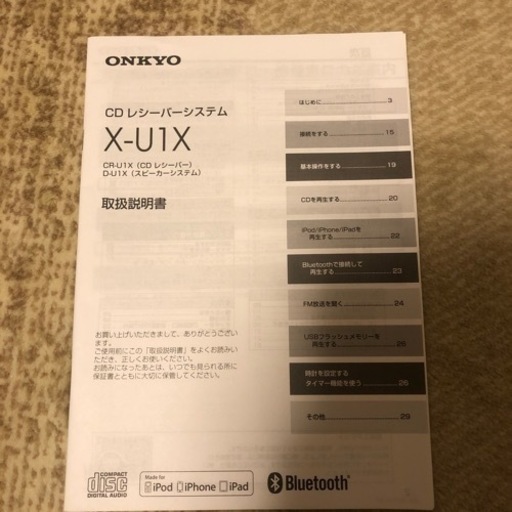 ONKYO
CD レシーバーシステム
X-U1X
CR-U1X（CD レシーバー）
D-U1X（スピーカーシステム）
取扱説明書
お買い上げいただきまして、ありがとうござい
ます。
ご使用前にこの「取扱説明書」をよくお読みい
ただき、正しくお使いください。
お読みになったあとは、いつでも見られる所に
保証書とともに大切に保管してください。
はじめに 3
接続をする 15
基本操作をする 19
CDを再生する 20
iPod/iPhone/iPadを
再生する 22
Bluetoothで接続して
再生する 23
FM放送を聞く 24
USBフラッシュメモリーを
再生する 25
時計を設定する
タイマー機能を使う 26
その他 29
COMPACT
disc
DIGITAL AUDIO
Made for
iPod iPhone iPad
Bluetooth